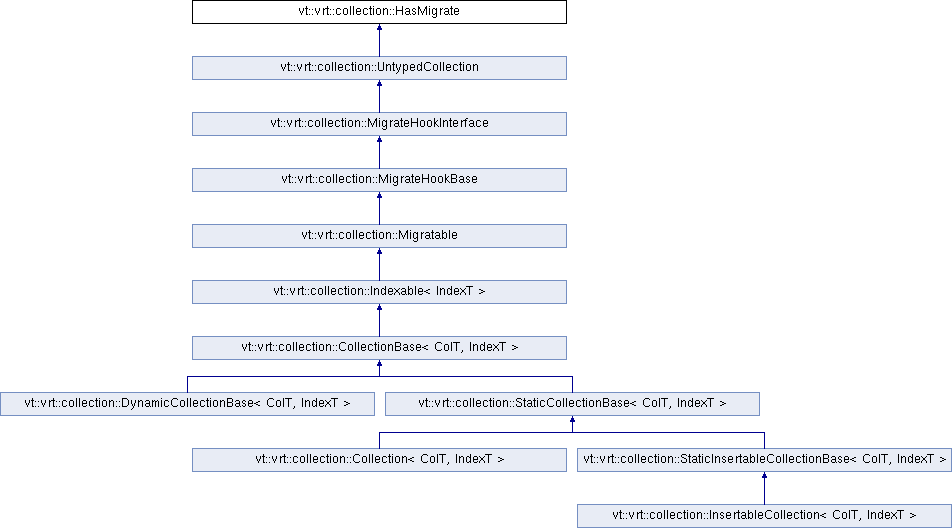 vt::vrt::collection::HasMigrate
vt::vrt::collection::UntypedCollection
vt::vrt::collection::MigrateHookInterface
vt::vrt::collection::MigrateHookBase
vt::vrt::collection::Migratable
vt::vrt::collection::Indexable< IndexT >
vt::vrt::collection::CollectionBase< ColT, IndexT >
vt::vrt::collection::DynamicCollectionBase< ColT, IndexT >
vt::vrt::collection::StaticCollectionBase< ColT, IndexT >
vt::vrt::collection::Collection< ColT, IndexT >
vt::vrt::collection::StaticInsertableCollectionBase< ColT, IndexT >
vt::vrt::collection::InsertableCollection< ColT, IndexT >